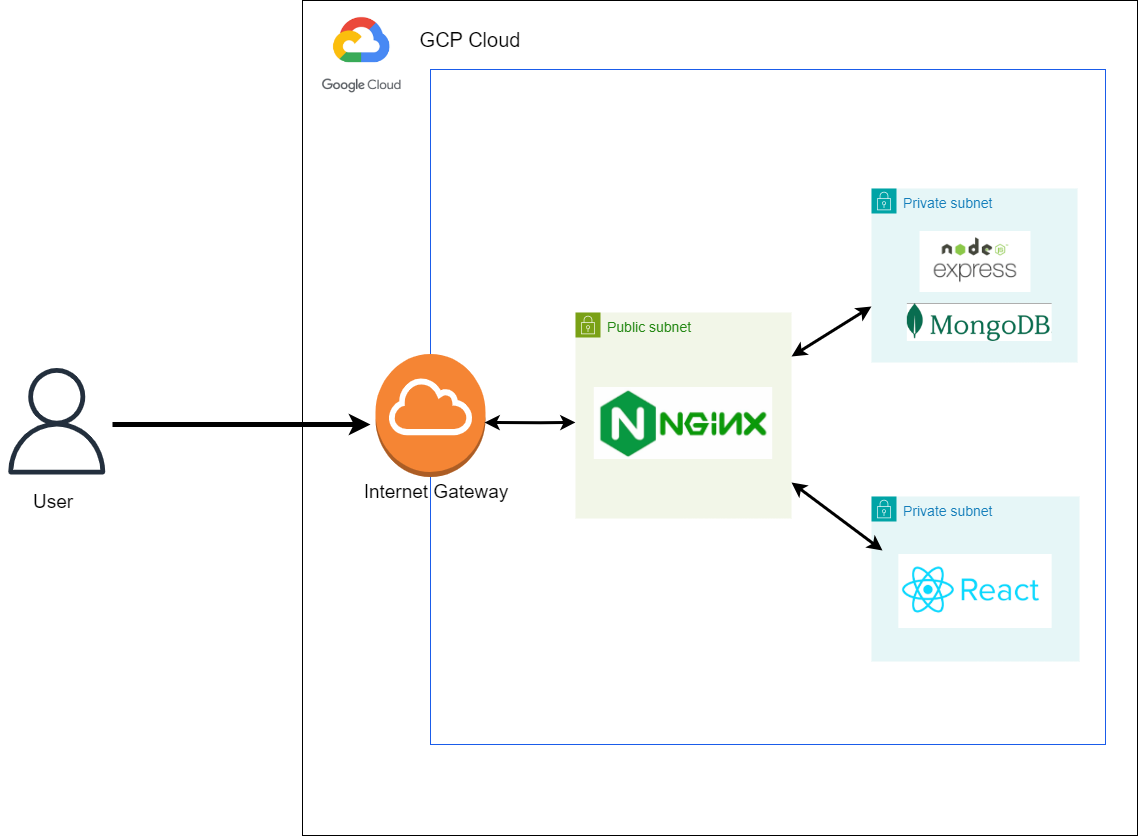 GCP Cloud
Google Cloud
Private subnet
node
express
MongoDB
Public subnet
NGiNX
User
Internet Gateway
Private subnet
React